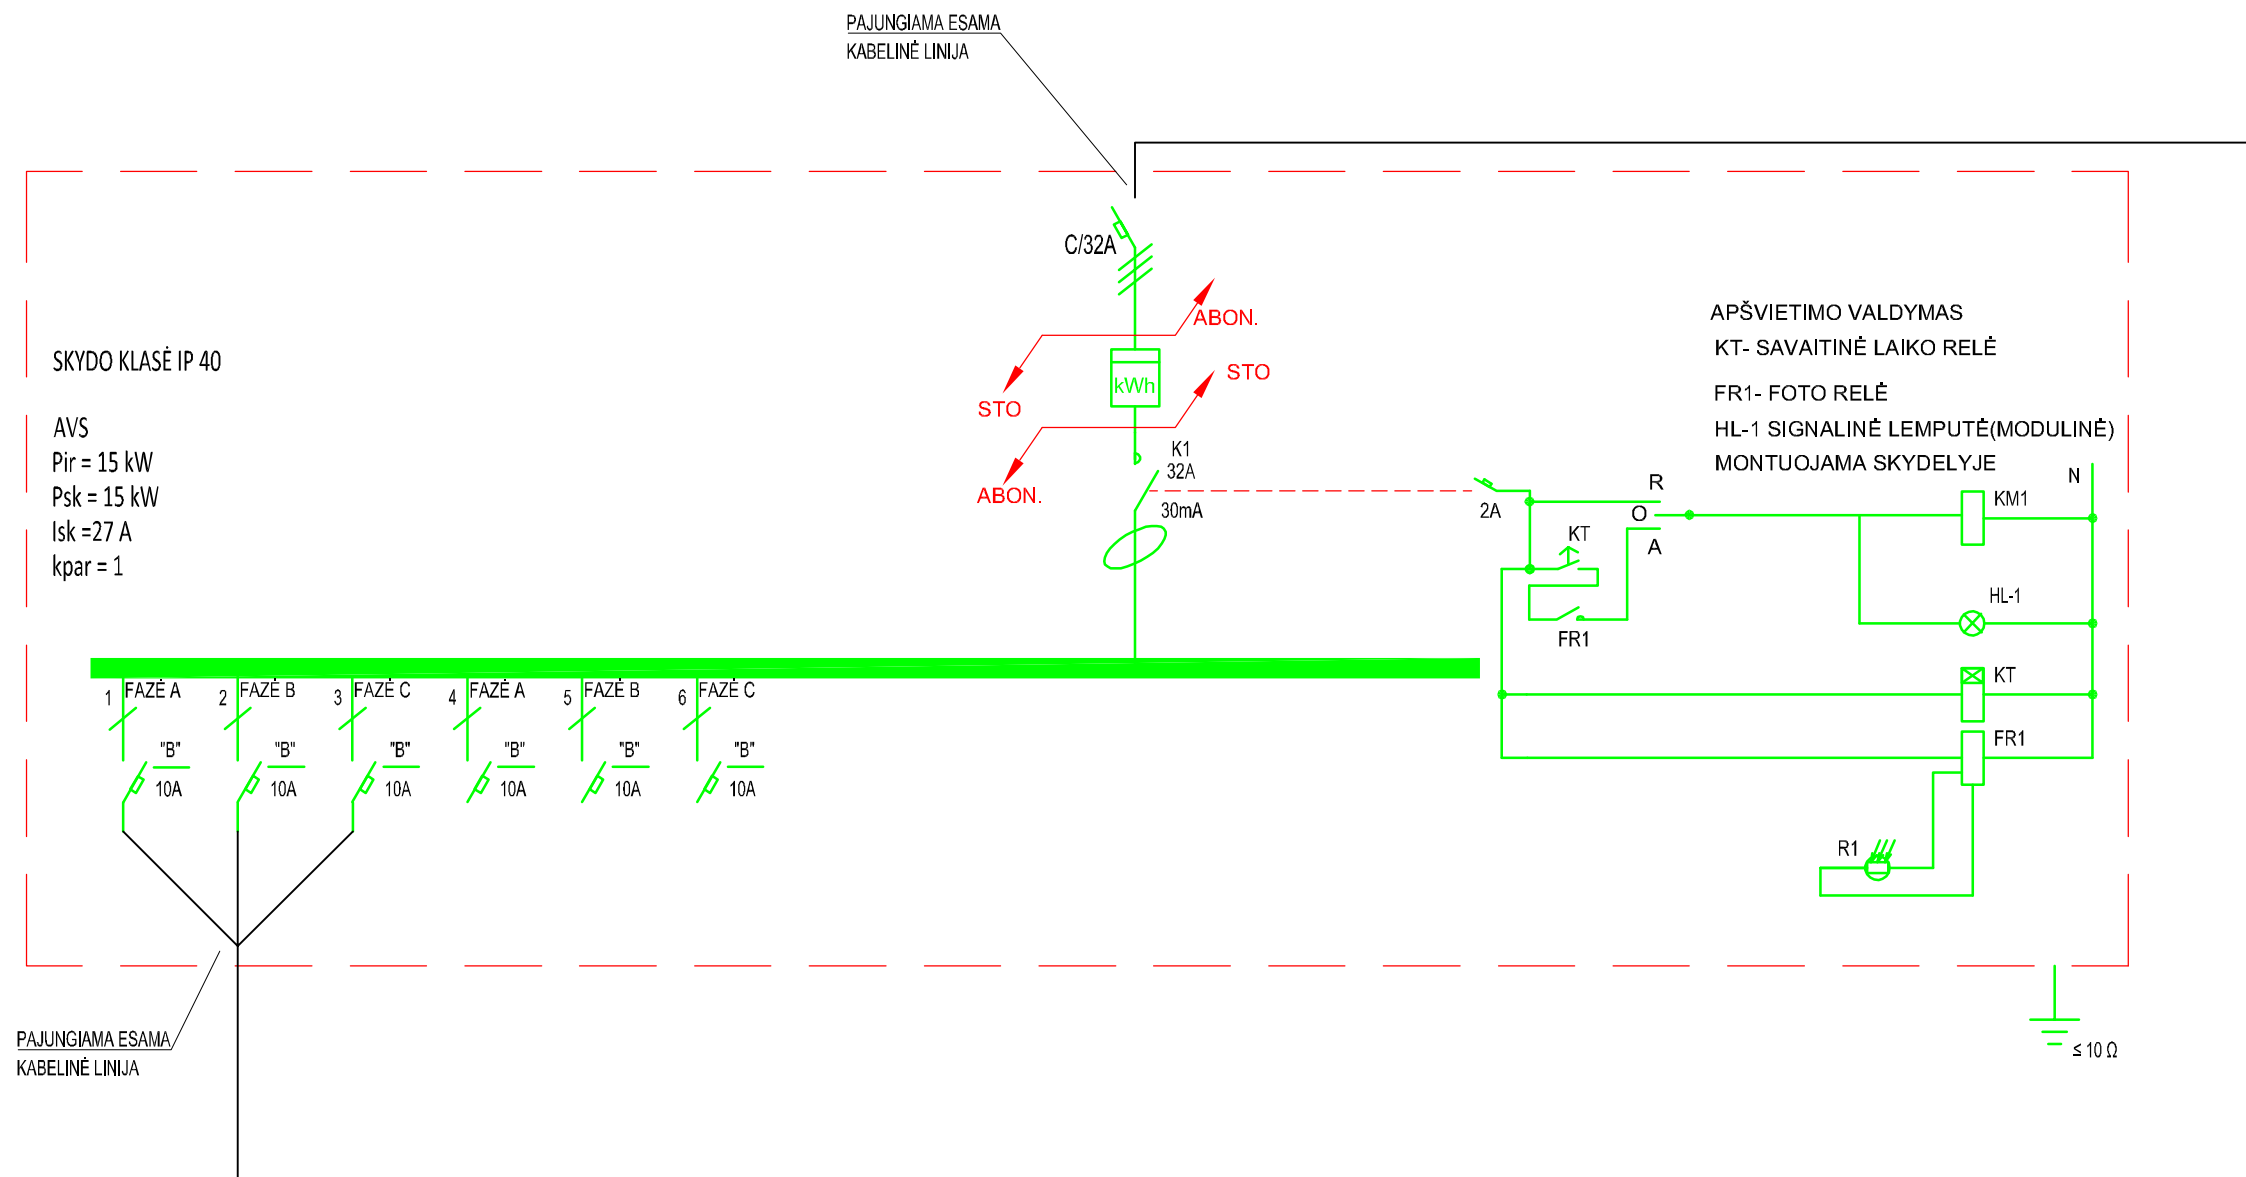 PAJUNGIAMA ESAMA
KABELINĖ LINIJA
C/32A
ABON.
STO
kWh
STO
ABON.
K1
32A
30mA
SKYDO KLASĖ IP 40
AVS
Pir = 15 kW
Psk = 15 kW
Isk =27 A
kpar = 1
APŠVIETIMO VALDYMAS
KT- SAVAITINĖ LAIKO RELĖ
FR1- FOTO RELĖ
HL-1 SIGNALINĖ LEMPUTĖ(MODULINĖ)
MONTUOJAMA SKYDELYJE
N
2A
R
O
A
KT
FR1
KM1
HL-1
KT
FR1
R1
1 FAZĖ A
2 FAZĖ B
3 FAZĖ C
4 FAZĖ A
5 FAZĖ B
6 FAZĖ C
"B"
10A
"B"
10A
"B"
10A
"B"
10A
"B"
10A
"B"
10A
PAJUNGIAMA ESAMA
KABELINĖ LINIJA
≤ 10 Ω